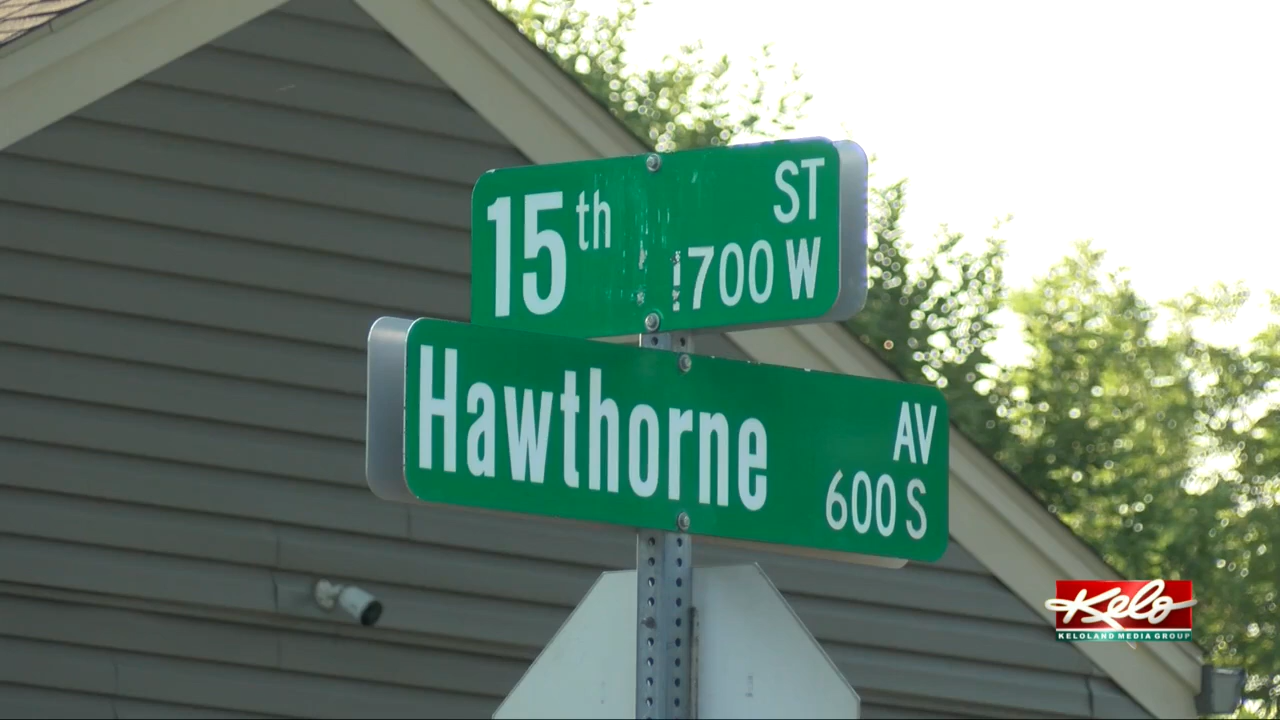 15th ST
1700 W
Hawthorne AV
600 S
Kelo
KELOLAND MEDIA GROUP